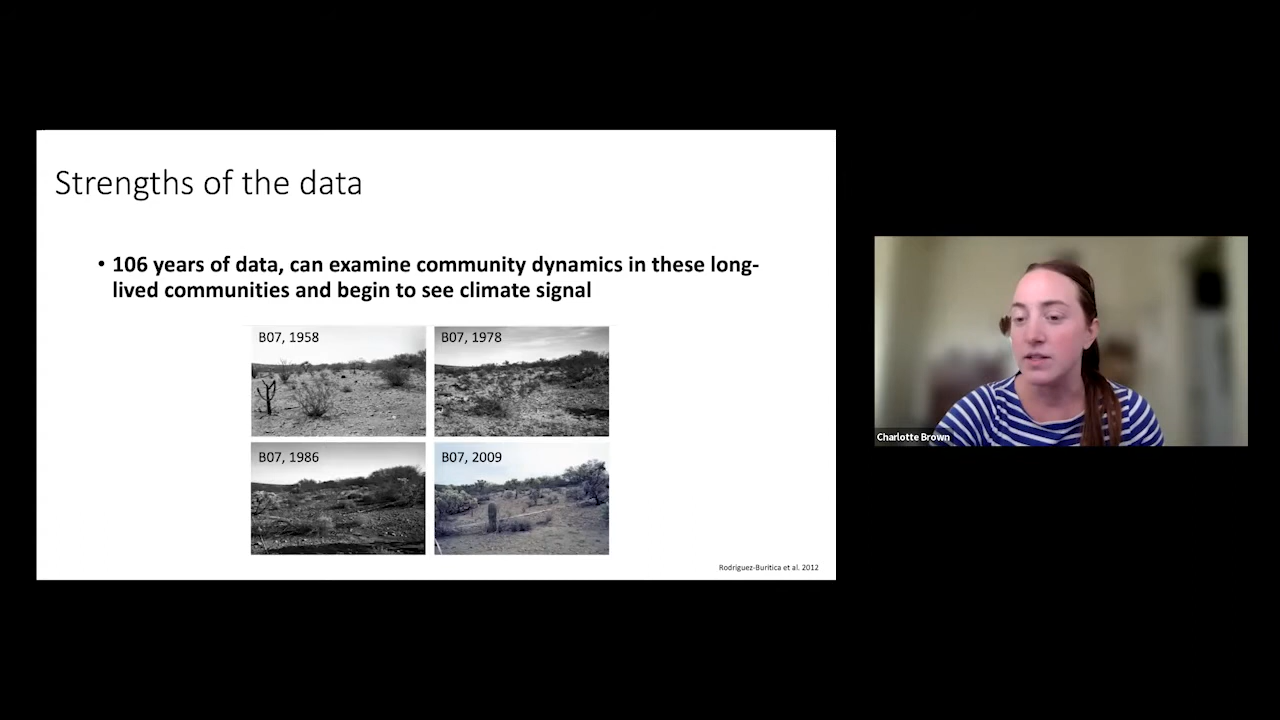 Strengths of the data
• 106 years of data, can examine community dynamics in these long-
lived communities and begin to see climate signal
B07, 1958
B07, 1978
B07, 1986
B07, 2009
Rodriguez-Buritica et al. 2012
Charlotte Brown